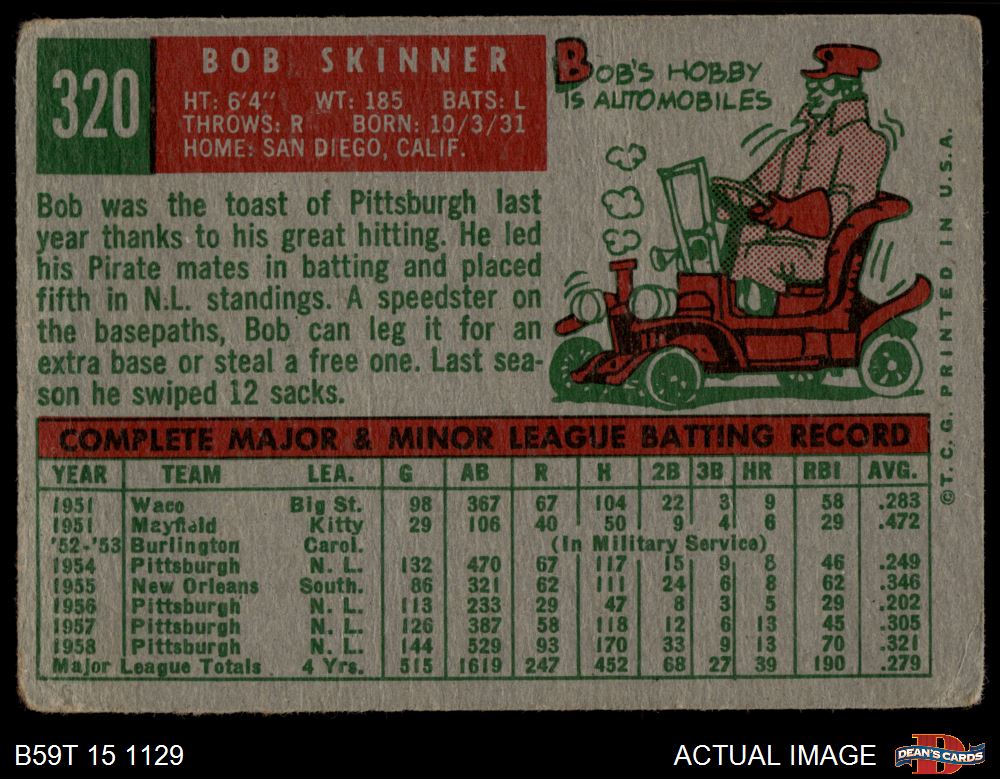 320
BOB SKINNER
HT: 6'4" WT: 185 BATS: L
THROWS: R BORN: 10/3/31
HOME: SAN DIEGO, CALIF.
BOB'S HOBBY
IS AUTOMOBILES
Bob was the toast of Pittsburgh last
year thanks to his great hitting. He led
his Pirate mates in batting and placed
fifth in N.L. standings. A speedster on
the basepaths, Bob can leg it for an
extra base or steal a free one. Last sea-
son he swiped 12 sacks.
COMPLETE MAJOR & MINOR LEAGUE BATTING RECORD
YEAR TEAM LEA. G AB R H 2B 3B HR RBI AVG.
1951 Waco Big St. 98 367 67 104 22 3 9 58 .283
1951 Mayfield Kitty 29 106 40 50 9 4 6 29 .472
'52-'53 Burlington Carol. (In Military Service)
1954 Pittsburgh N. L. 132 470 67 117 15 9 8 46 .249
1955 New Orleans South. 86 321 62 111 24 6 8 62 .346
1956 Pittsburgh N. L. 113 233 29 47 8 3 5 29 .202
1957 Pittsburgh N. L. 126 387 58 118 12 6 13 45 .305
1958 Pittsburgh N. L. 144 529 93 170 33 9 13 70 .321
Major League Totals 4 Yrs. 515 1619 247 452 68 27 39 190 .279
© T. C. G. PRINTED IN U.S.A.
B59T 15 1129
ACTUAL IMAGE
D
DEAN'S CARDS